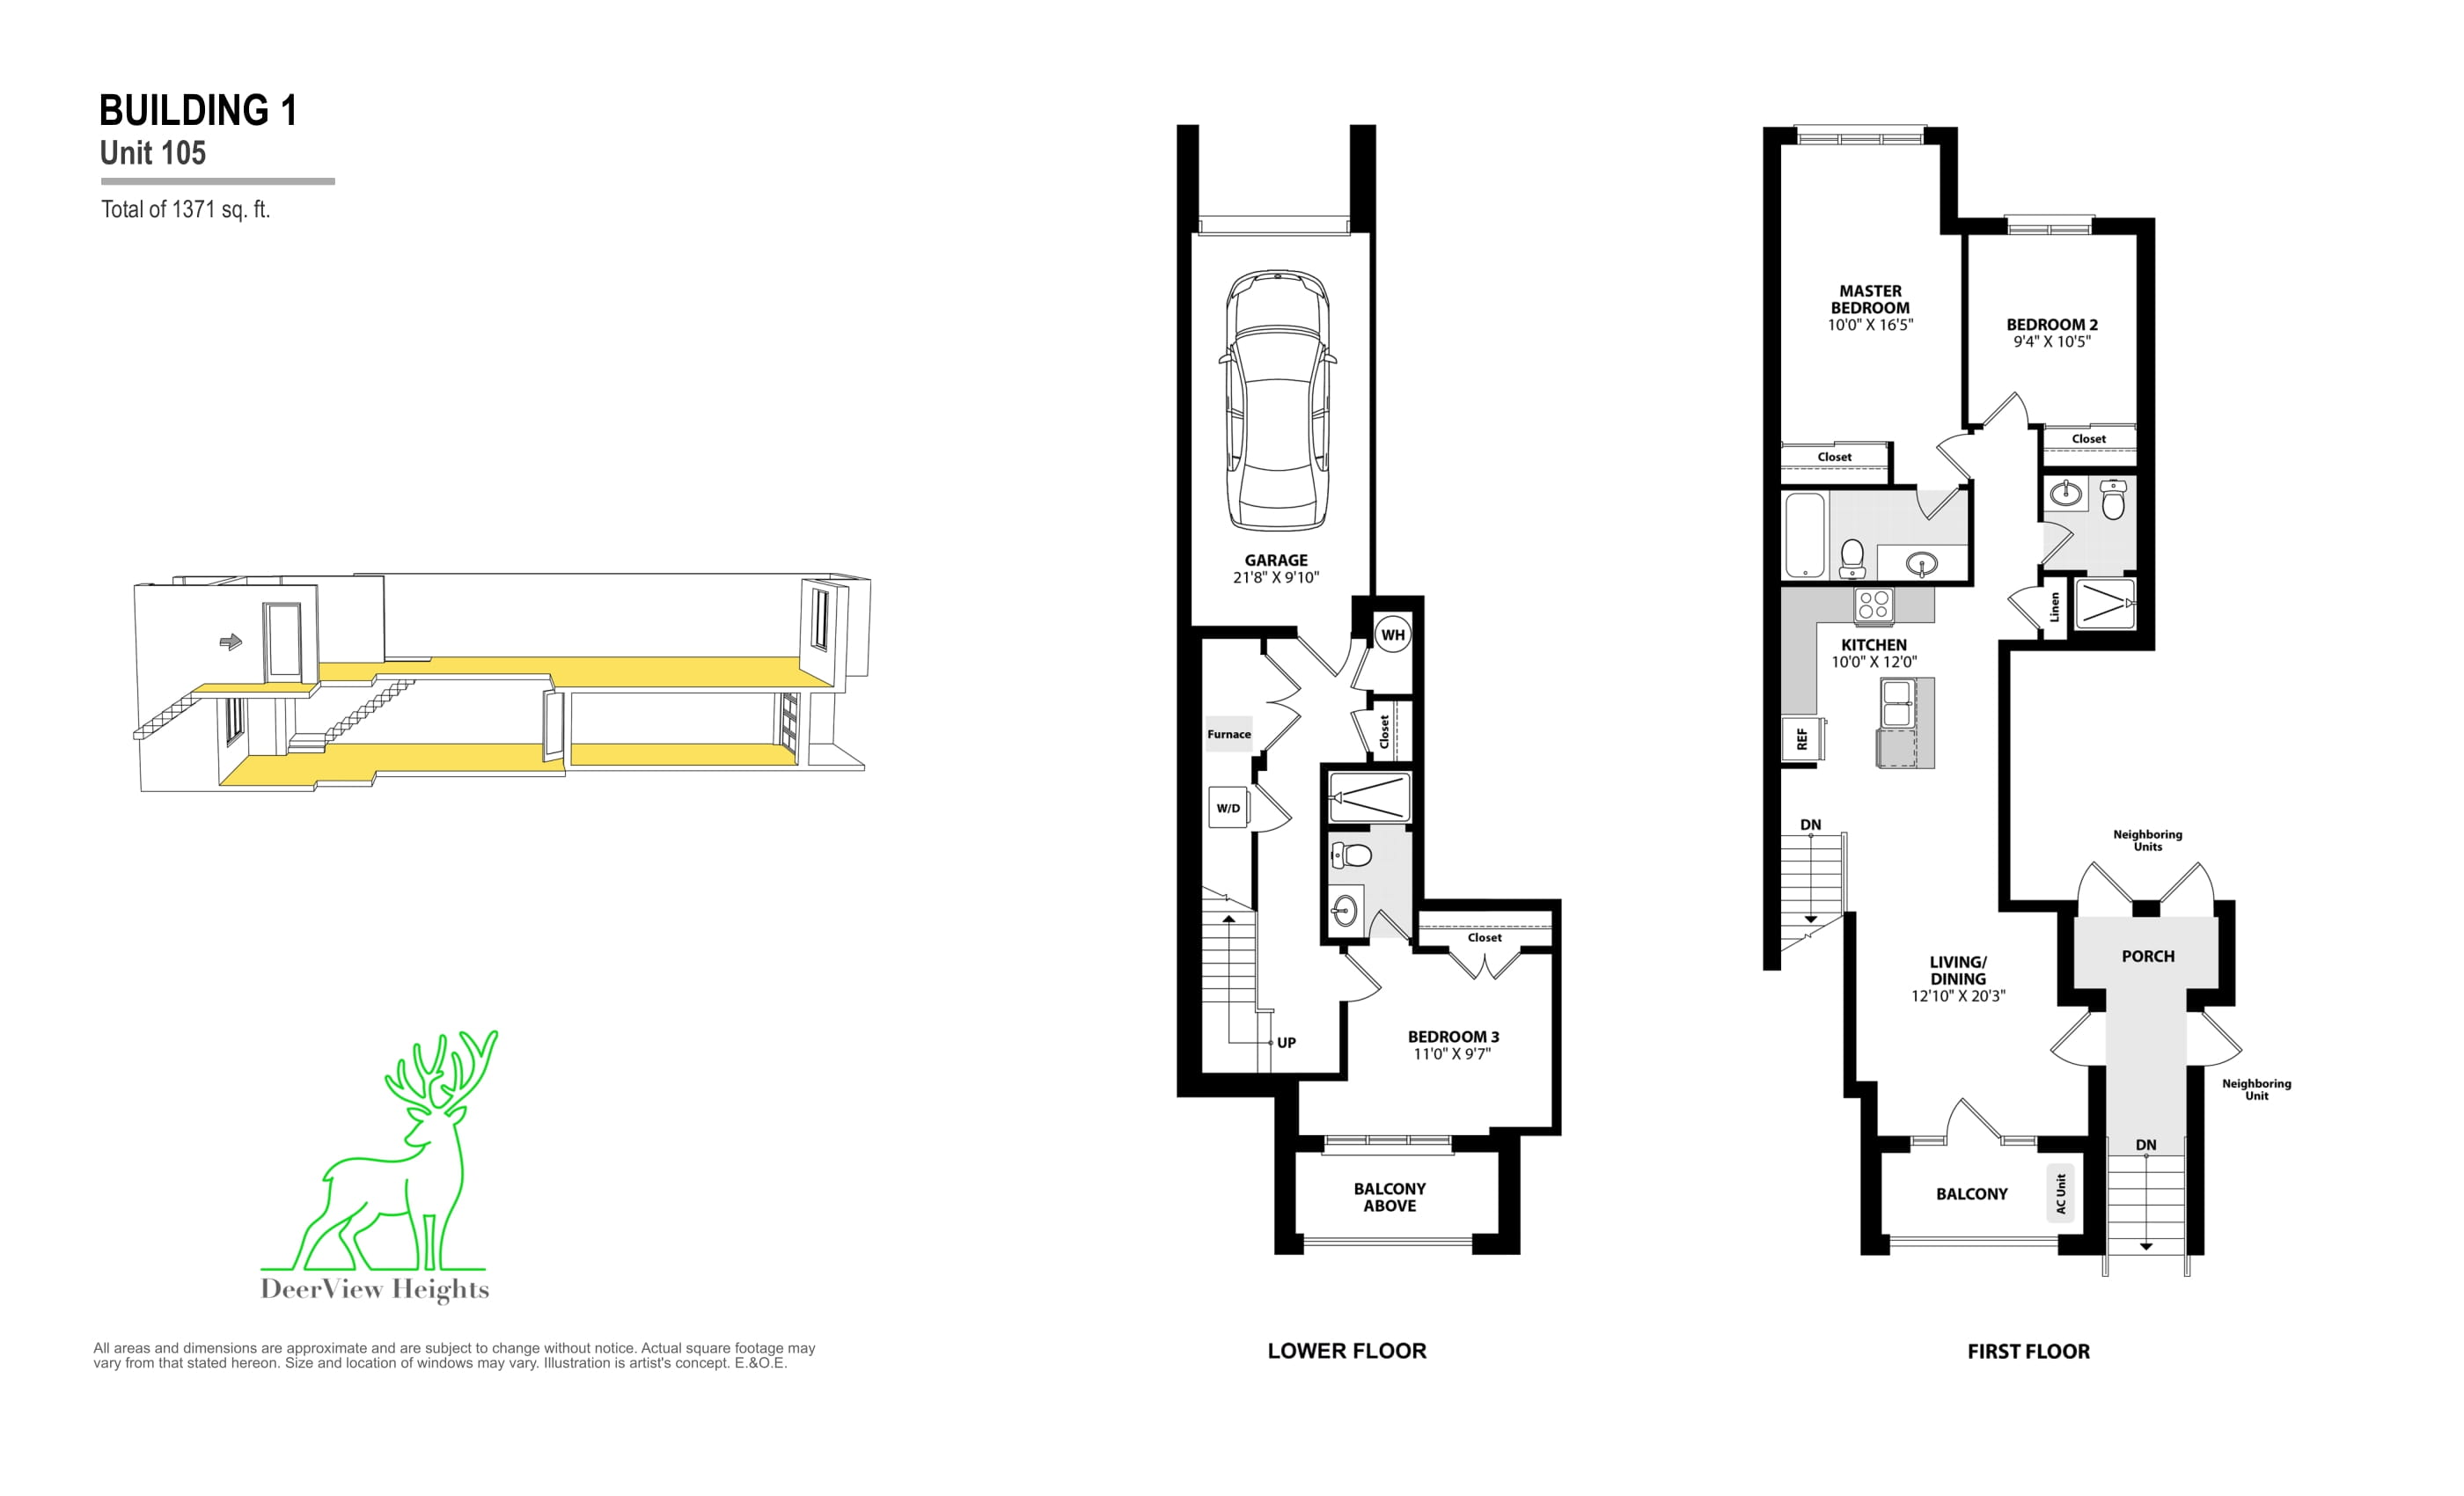 BUILDING 1
Unit 105
Total of 1371 sq. ft.
GARAGE
21'8" X 9'10"
WH
Closet
Furnace
W/D
Closet
UP
BEDROOM 3
11'0" X 9'7"
BALCONY
ABOVE
LOWER FLOOR
MASTER
BEDROOM
10'0" X 16'5"
BEDROOM 2
9'4" X 10'5"
Closet
Closet
Linen
KITCHEN
10'0" X 12'0"
REF
DN
Neighboring
Units
PORCH
LIVING/
DINING
12'10" X 20'3"
Neighboring
Unit
DN
BALCONY
AC Unit
FIRST FLOOR
DeerView Heights
All areas and dimensions are approximate and are subject to change without notice. Actual square footage may
vary from that stated hereon. Size and location of windows may vary. Illustration is artist's concept. E.&O.E.